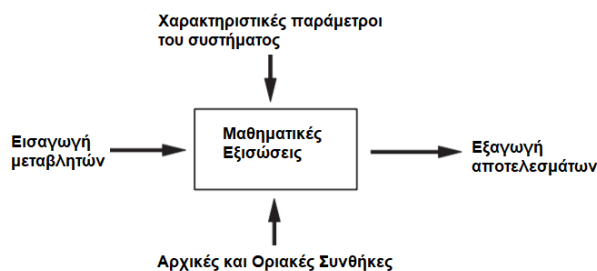 Χαρακτηριστικές παράμετροι
του συστήματος
Εισαγωγή
μεταβλητών
Μαθηματικές
Εξισώσεις
Εξαγωγή
αποτελεσμάτων
Αρχικές και Οριακές Συνθήκες